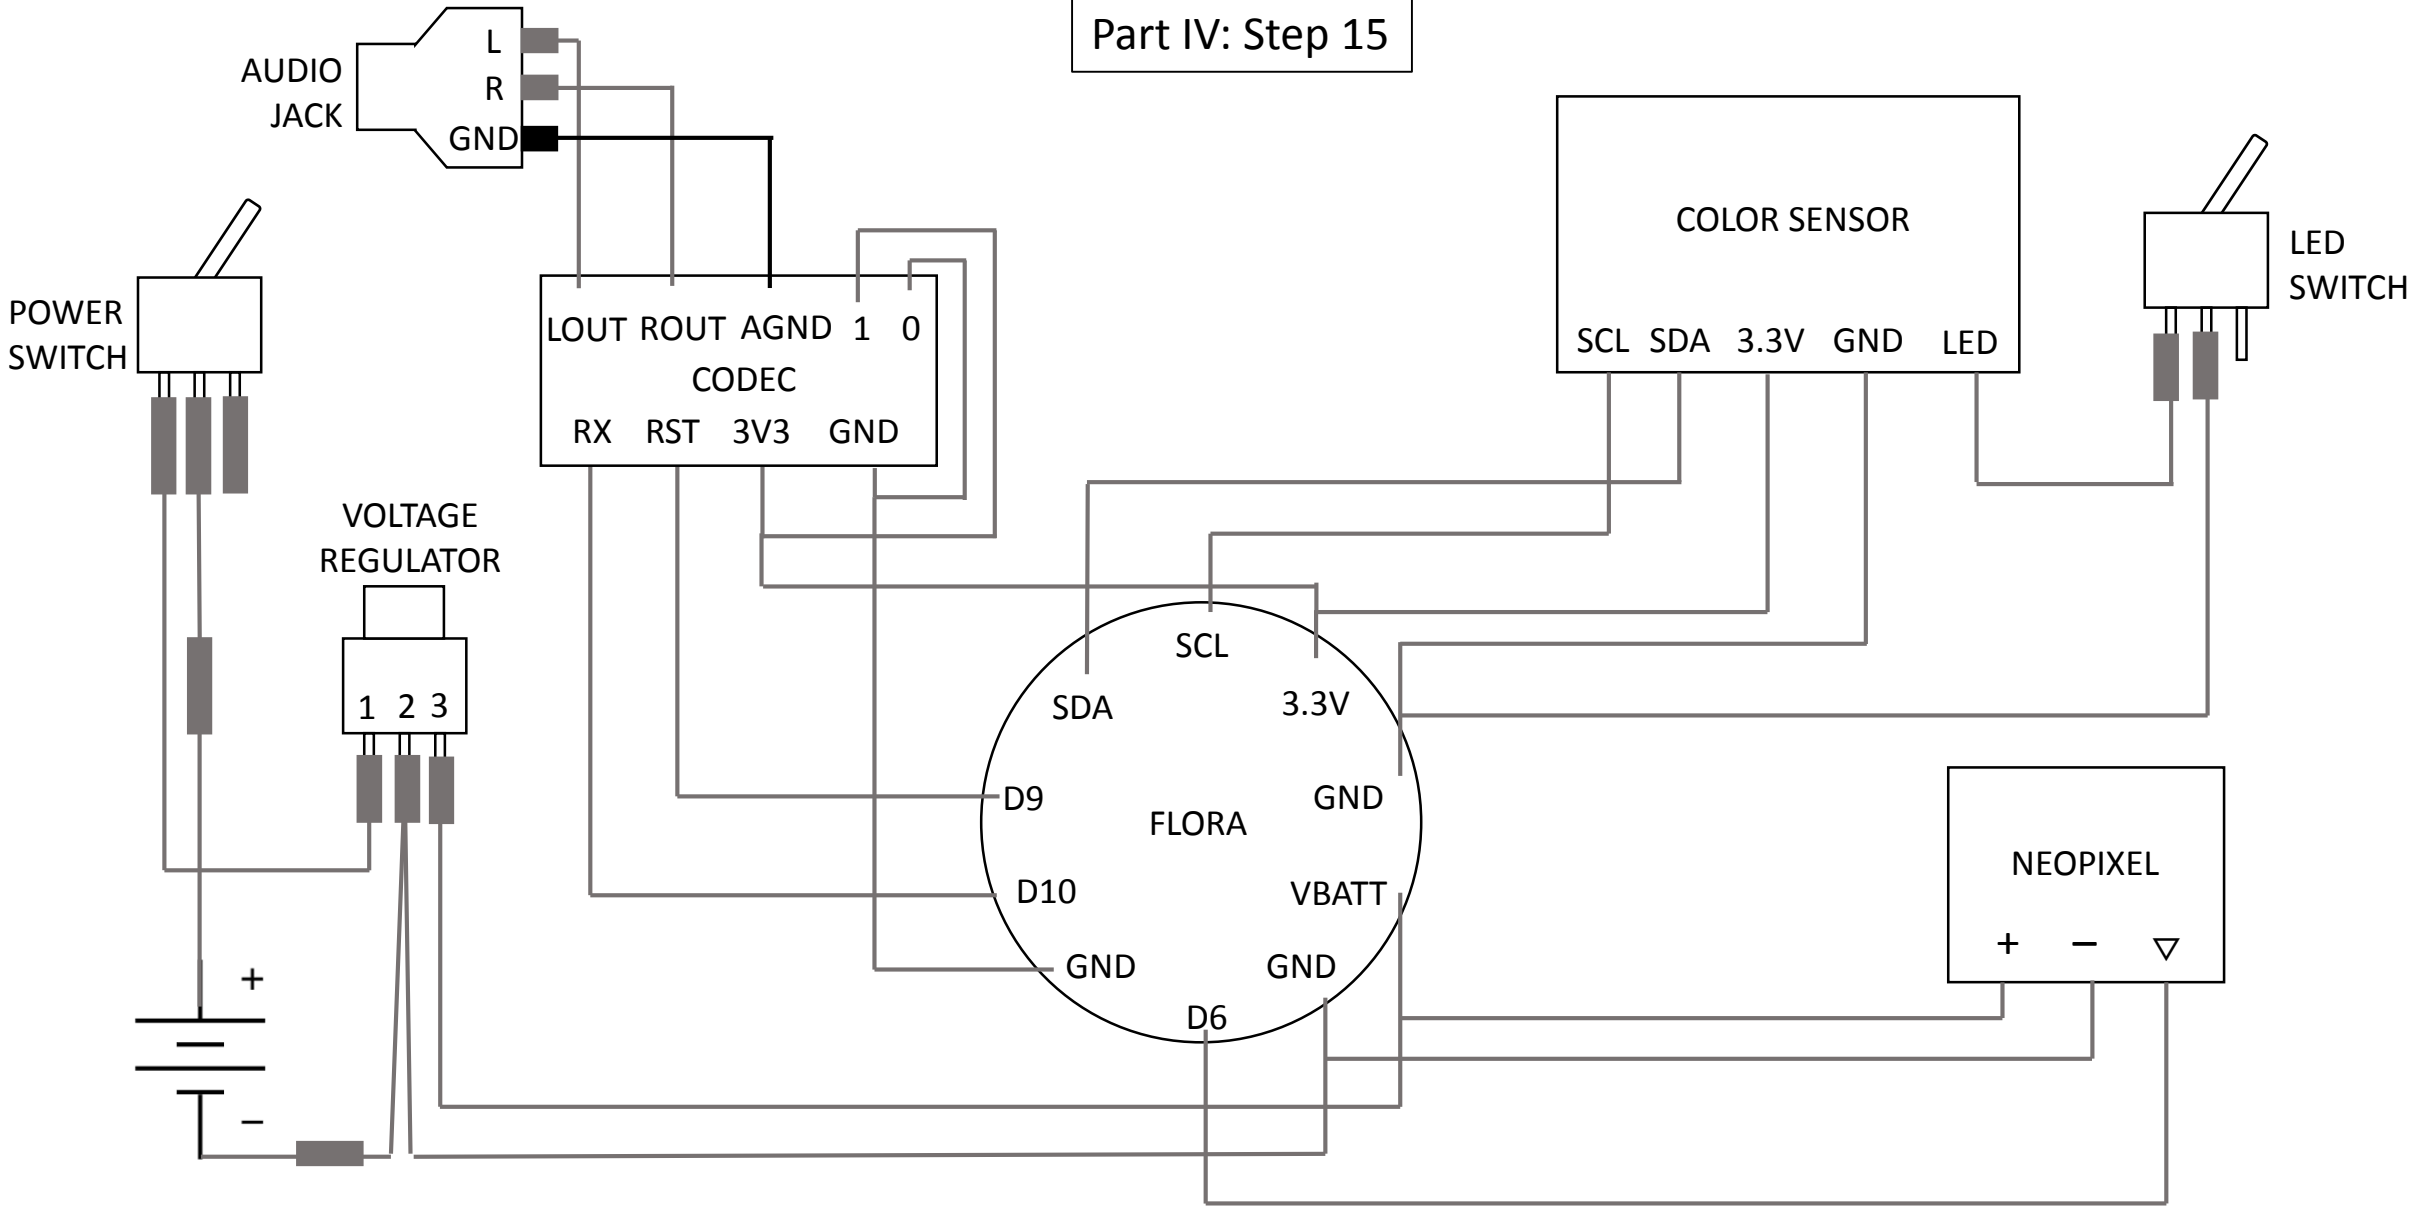 Part IV: Step 15
AUDIO
JACK
L
R
GND
POWER
SWITCH
LOUT ROUT AGND 1 0
CODEC
RX RST 3V3 GND
COLOR SENSOR
SCL SDA 3.3V GND LED
LED
SWITCH
VOLTAGE
REGULATOR
1 2 3
SCL
SDA
3.3V
D9
GND
FLORA
D10
VBATT
GND
GND
D6
NEOPIXEL
+ −
+
−